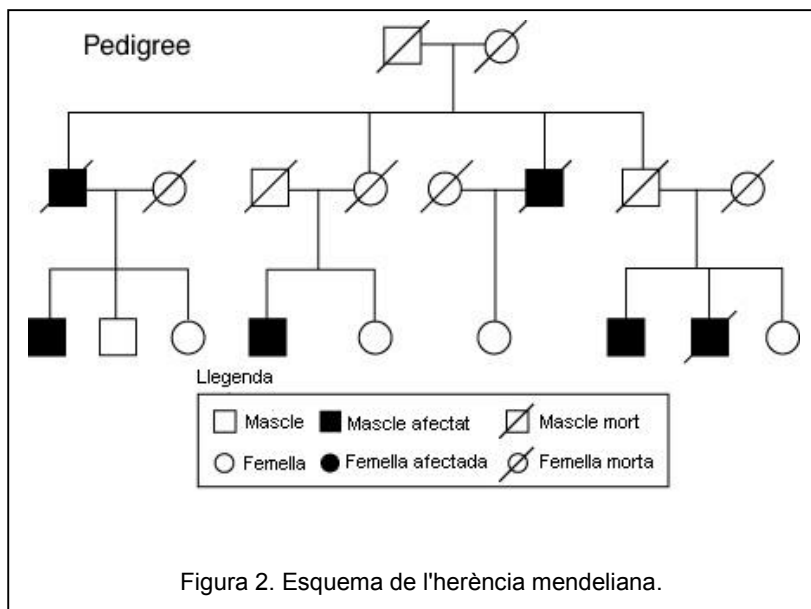 Pedigree
Llegenda
Mascle Mascle afectat Mascle mort
Femella Femella afectada Femella morta
Figura 2. Esquema de l'herència mendeliana.